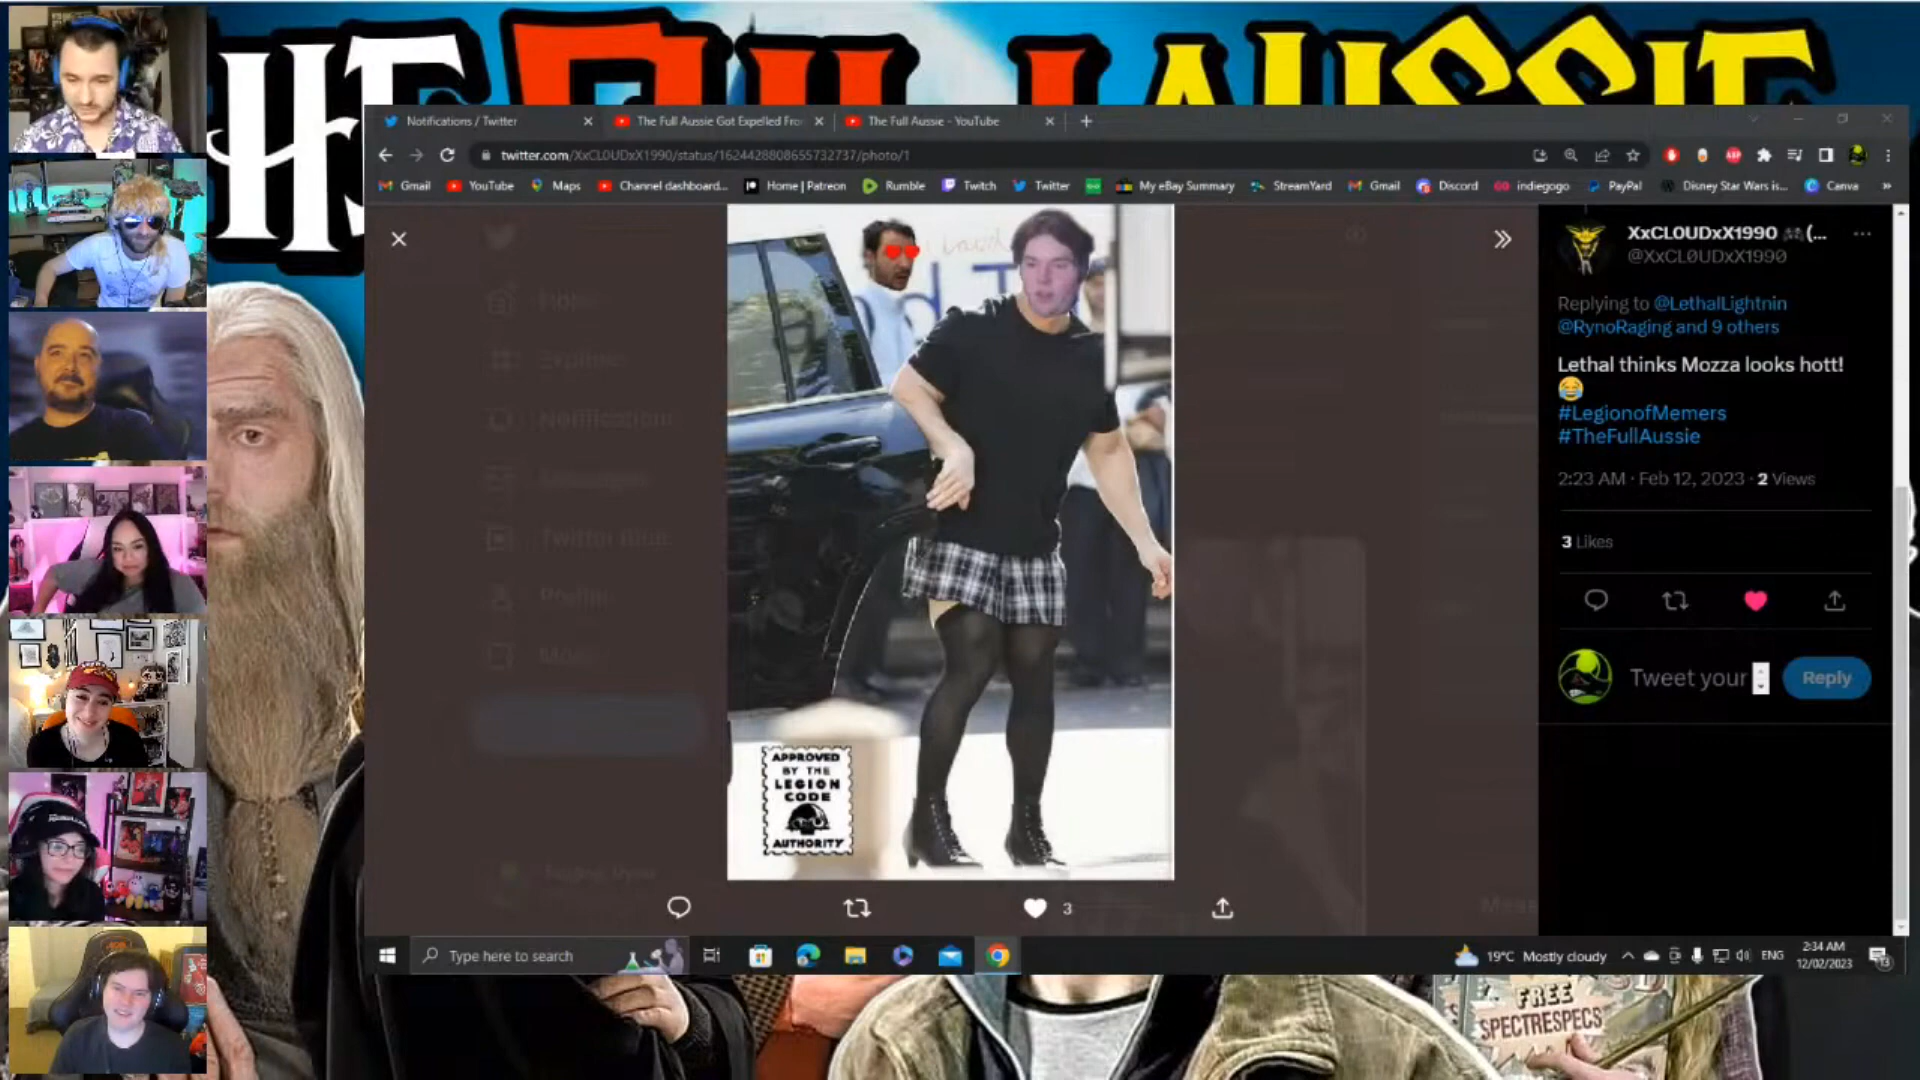 HE FULL AUSSIE
Notifications / Twitter
The Full Aussie Got Expelled Fro
The Full Aussie - YouTube
twitter.com/XxCL0UDxX1990/status/1624428808655732737/photo/1
Gmail
YouTube
Maps
Channel dashboard...
Home | Patreon
Rumble
Twitch
Twitter
My eBay Summary
StreamYard
Gmail
Discord
indiegogo
PayPal
Disney Star Wars is...
Canva
XxCL0UDxX1990 🎮(...
@XxCL0UDxX1990
Replying to @LethalLightnin
@RynoRaging and 9 others
Lethal thinks Mozza looks hott!
😂
#LegionofMemers
#TheFullAussie
2:23 AM · Feb 12, 2023 · 2 Views
3 Likes
Tweet your
Reply
APPROVED
BY THE
LEGION
CODE
AUTHORITY
3
Type here to search
19°C Mostly cloudy
ENG
2:34 AM
12/02/2023
13
FREE
SPECTRESPECS